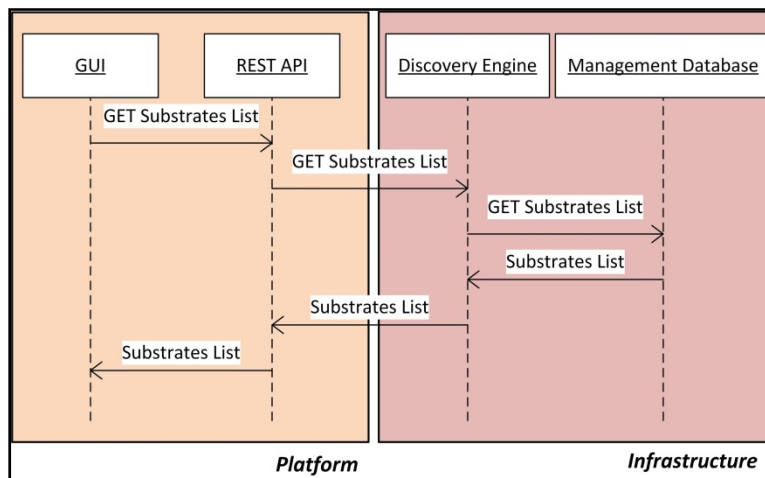 GUI
REST API
Discovery Engine
Management Database
GET Substrates List
GET Substrates List
GET Substrates List
Substrates List
Substrates List
Substrates List
Platform
Infrastructure